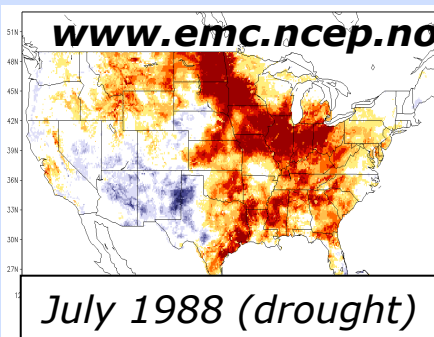 www.emc.ncep.no
51N
48N
45N
42N
39N
36N
33N
30N
27N
July 1988 (drought)